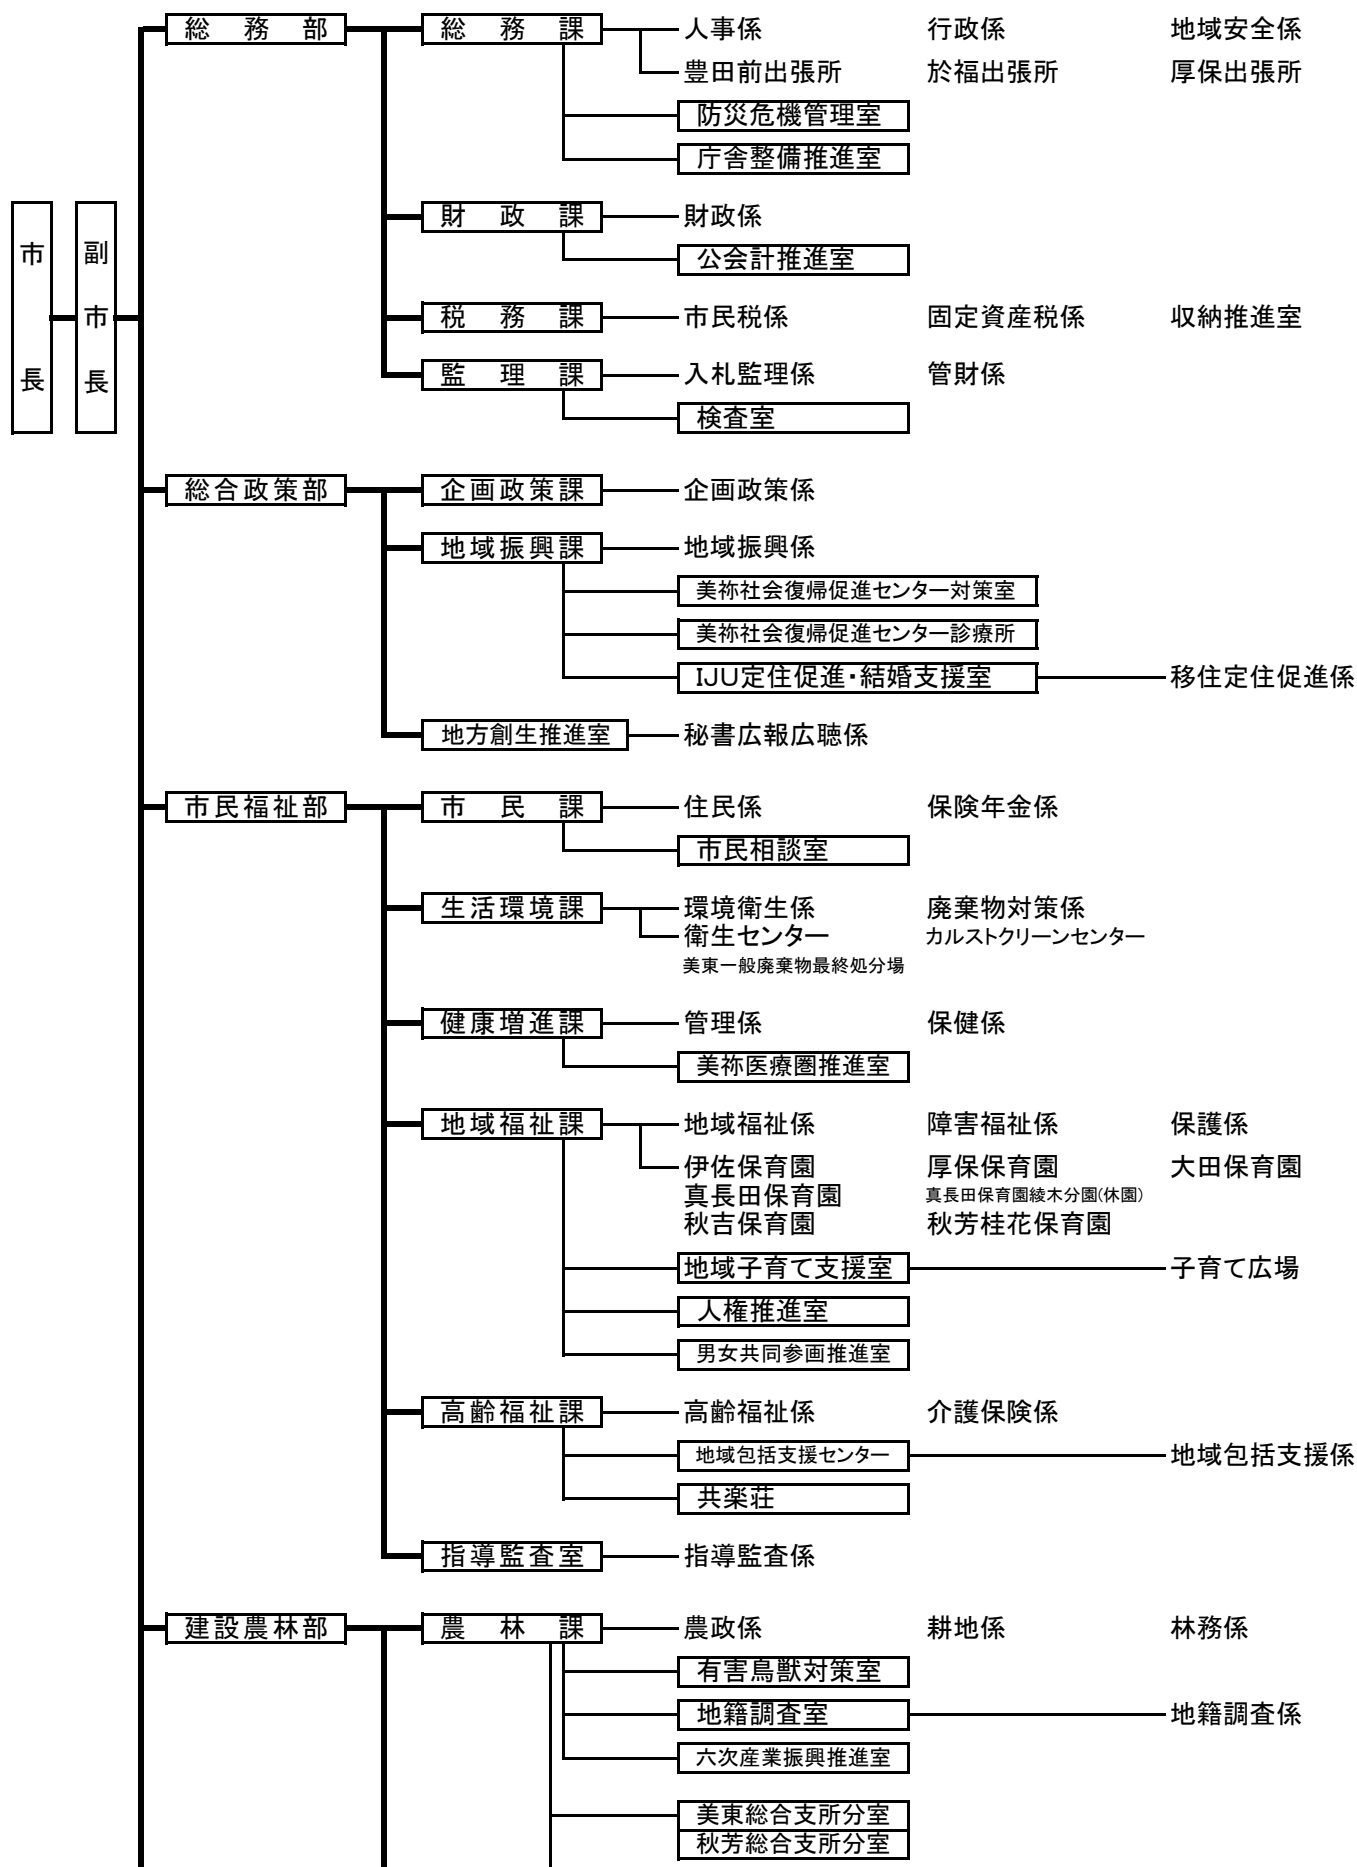 総務部 総務課 人事係 行政係 地域安全係
豊田前出張所 於福出張所 厚保出張所
防災危機管理室
庁舎整備推進室
市長 副市長
財政課 財政係
公会計推進室
税務課 市民税係 固定資産税係 収納推進室
監理課 入札監理係 管財係
検査室
総合政策部 企画政策課 企画政策係
地域振興課 地域振興係
美祢社会復帰促進センター対策室
美祢社会復帰促進センター診療所
IJU定住促進・結婚支援室 移住定住促進係
地方創生推進室 秘書広報広聴係
市民福祉部 市民課 住民係 保険年金係
市民相談室
生活環境課 環境衛生係 廃棄物対策係
衛生センター カルストクリーンセンター
美東一般廃棄物最終処分場
健康増進課 管理係 保健係
美祢医療圏推進室
地域福祉課 地域福祉係 障害福祉係 保護係
伊佐保育園 厚保保育園 大田保育園
真長田保育園 真長田保育園綾木分園(休園)
秋吉保育園 秋芳桂花保育園
地域子育て支援室 子育て広場
人権推進室
男女共同参画推進室
高齢福祉課 高齢福祉係 介護保険係
地域包括支援センター 地域包括支援係
共楽荘
指導監査室 指導監査係
建設農林部 農林課 農政係 耕地係 林務係
有害鳥獣対策室
地籍調査室 地籍調査係
六次産業振興推進室
美東総合支所分室
秋芳総合支所分室